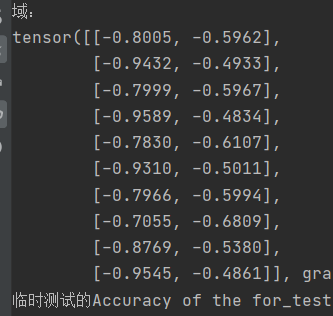 域:
tensor([[-0.8005, -0.5962],
[-0.9432, -0.4933],
[-0.7999, -0.5967],
[-0.9589, -0.4834],
[-0.7830, -0.6107],
[-0.9310, -0.5011],
[-0.7966, -0.5994],
[-0.7055, -0.6809],
[-0.8769, -0.5380],
[-0.9545, -0.4861]], gra
临时测试的Accuracy of the for_test